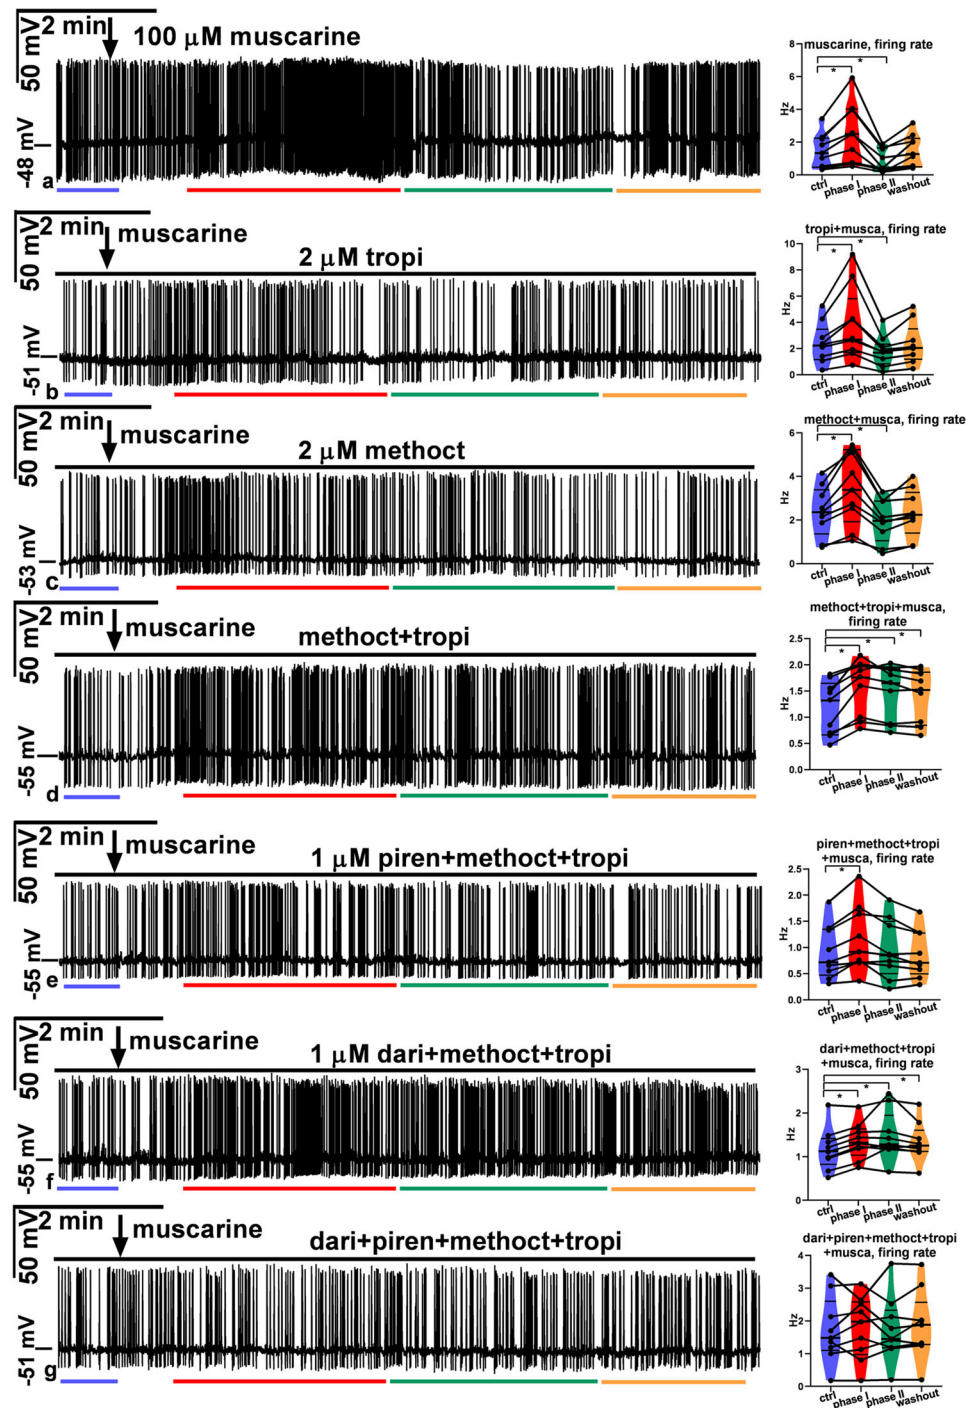 2 min
50 mV
100 μM muscarine
-48 mV
a
muscarine, firing rate
8
6
4
2
0
Hz
* *
ctrl phase I phase II washout
2 min
50 mV
muscarine
2 μM tropi
-51 mV
b
tropi+musca, firing rate
10
8
6
4
2
0
Hz
* *
ctrl phase I phase II washout
2 min
50 mV
muscarine
2 μM methoct
-53 mV
c
methoct+musca, firing rate
6
4
2
0
Hz
* *
ctrl phase I phase II washout
2 min
50 mV
muscarine
methoct+tropi
-55 mV
d
methoct+tropi+musca,
firing rate
2.5
2.0
1.5
1.0
0.5
0.0
Hz
* * *
ctrl phase I phase II washout
2 min
50 mV
muscarine
1 μM piren+methoct+tropi
-55 mV
e
piren+methoct+tropi
+musca, firing rate
2.5
2.0
1.5
1.0
0.5
0.0
Hz
*
ctrl phase I phase II washout
2 min
50 mV
muscarine
1 μM dari+methoct+tropi
-55 mV
f
dari+methoct+tropi
+musca, firing rate
3
2
1
0
Hz
* * *
ctrl phase I phase II washout
2 min
50 mV
muscarine
dari+piren+methoct+tropi
-51 mV
g
dari+piren+methoct+tropi
+musca, firing rate
4
3
2
1
0
Hz
ctrl phase I phase II washout